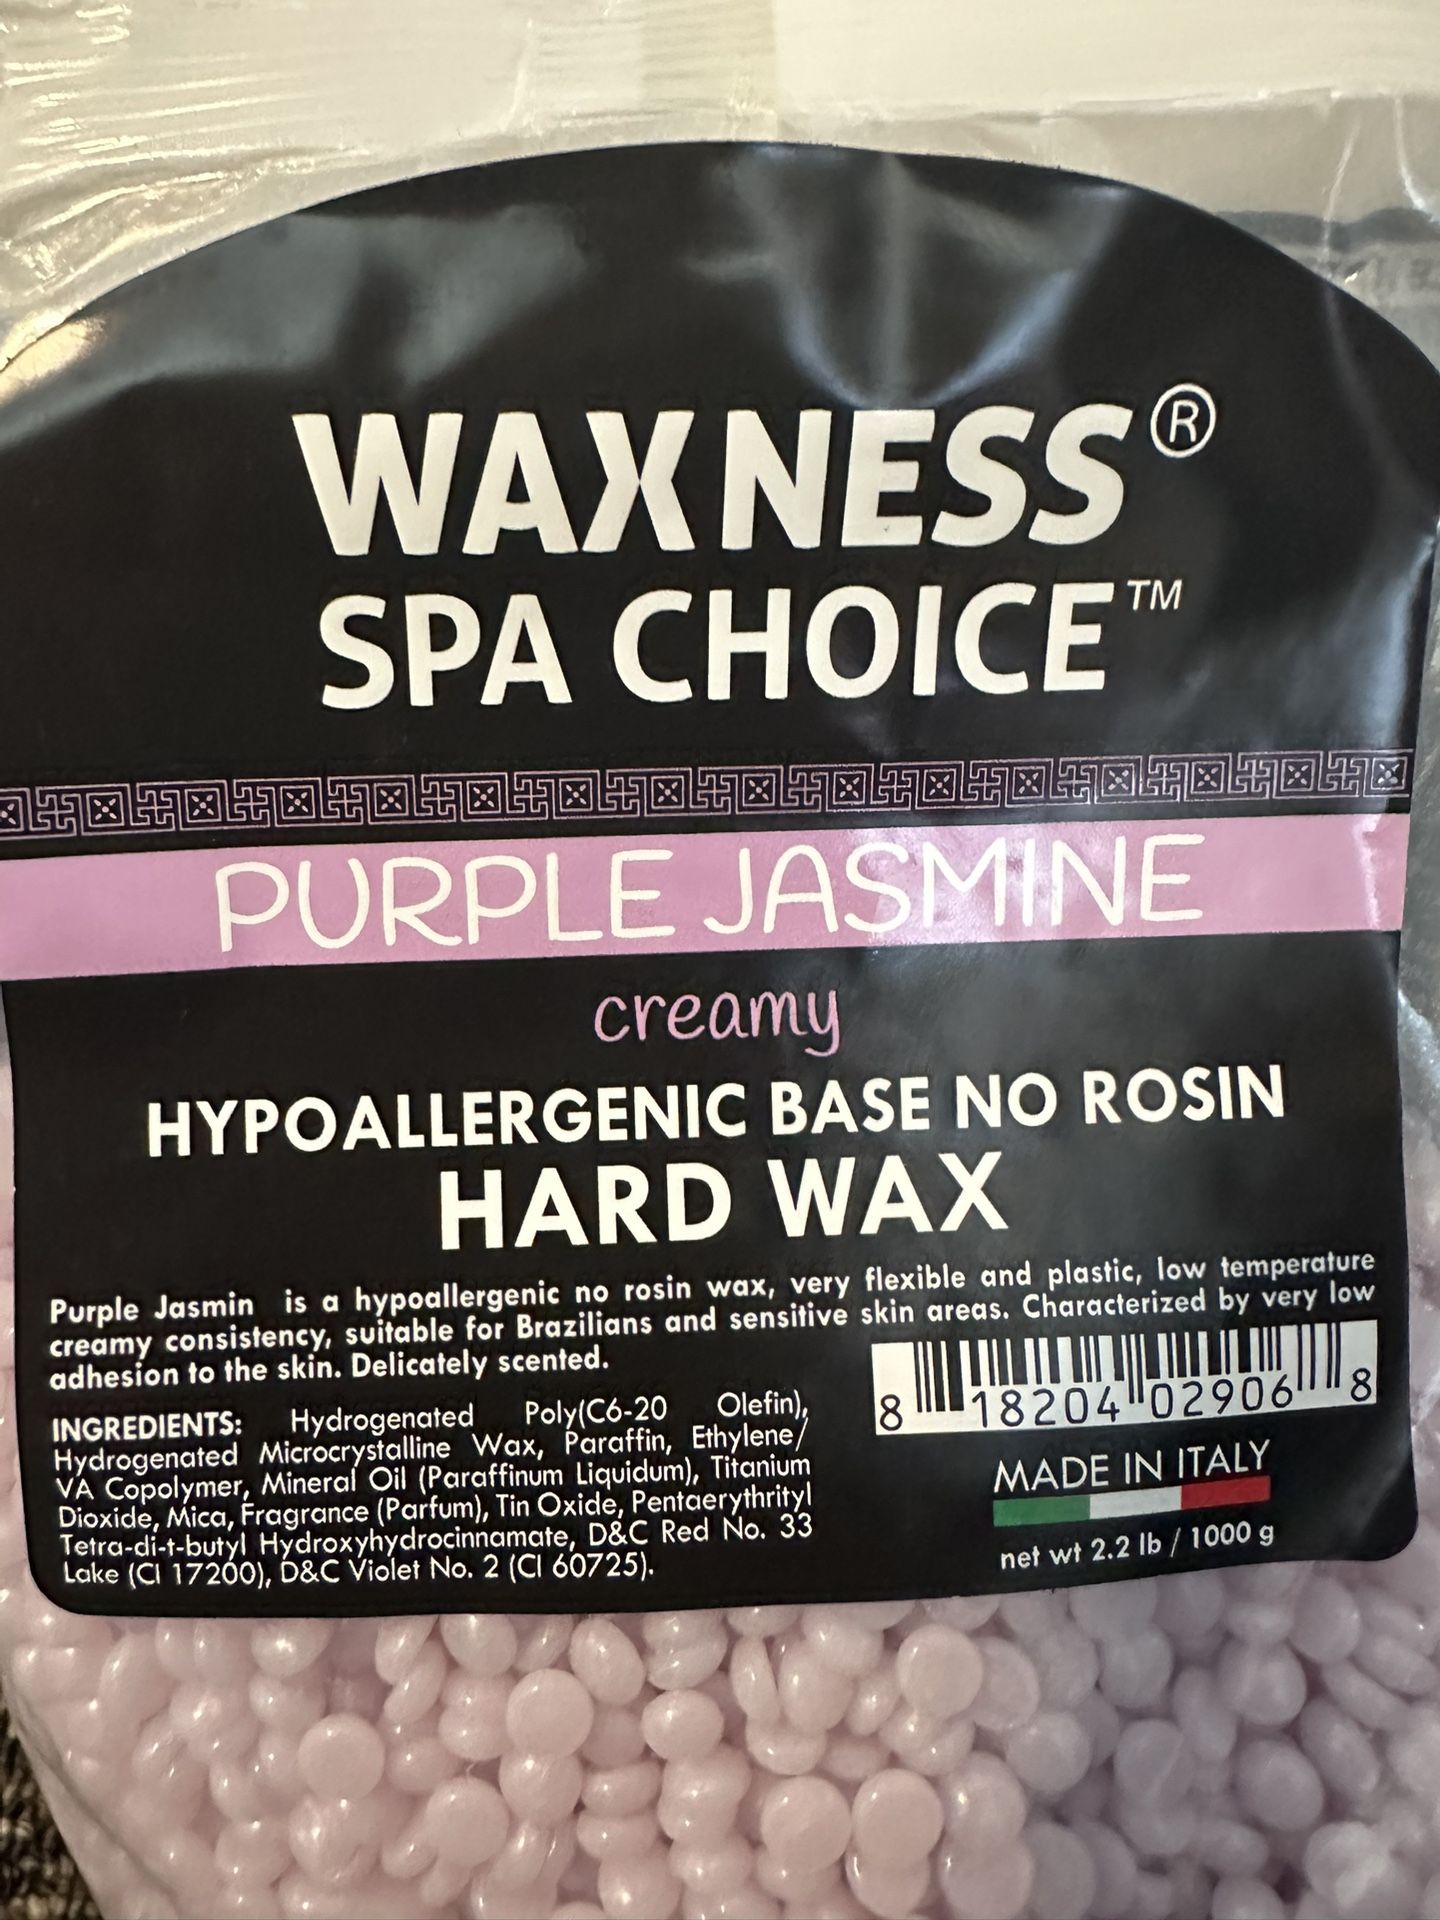 WAXNESS®
SPA CHOICE™
PURPLE JASMINE
creamy
HYPOALLERGENIC BASE NO ROSIN
HARD WAX
Purple Jasmin is a hypoallergenic no rosin wax, very flexible and plastic, low temperature
creamy consistency, suitable for Brazilians and sensitive skin areas. Characterized by very low
adhesion to the skin. Delicately scented.
INGREDIENTS: Hydrogenated Poly(C6-20 Olefin),
Hydrogenated Microcrystalline Wax, Paraffin, Ethylene/
VA Copolymer, Mineral Oil (Paraffinum Liquidum), Titanium
Dioxide, Mica, Fragrance (Parfum), Tin Oxide, Pentaerythrityl
Tetra-di-t-butyl Hydroxyhydrocinnamate, D&C Red No. 33
Lake (CI 17200), D&C Violet No. 2 (CI 60725).
8 18204 02906 8
MADE IN ITALY
net wt 2.2 lb / 1000 g